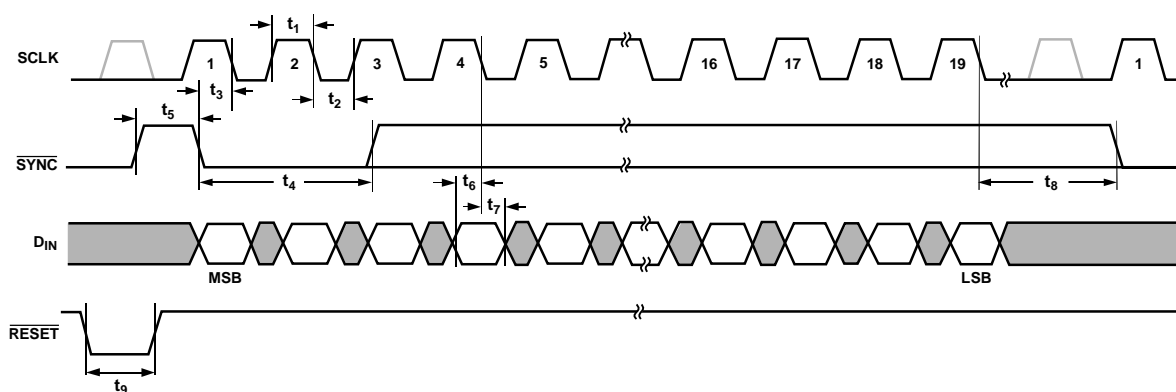 t1
SCLK
1
2
3
4
5
16
17
18
19
1
t3
t2
t5
SYNC
t4
t6
t8
t7
DIN
MSB
LSB
RESET
t9